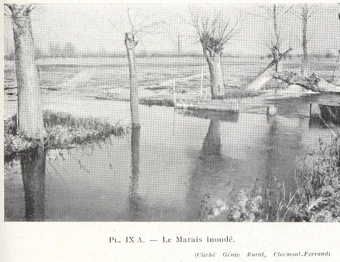 PL. IX A. — Le Marais inondé.
(Cliché Génie Rural, Clermont-Ferrand)